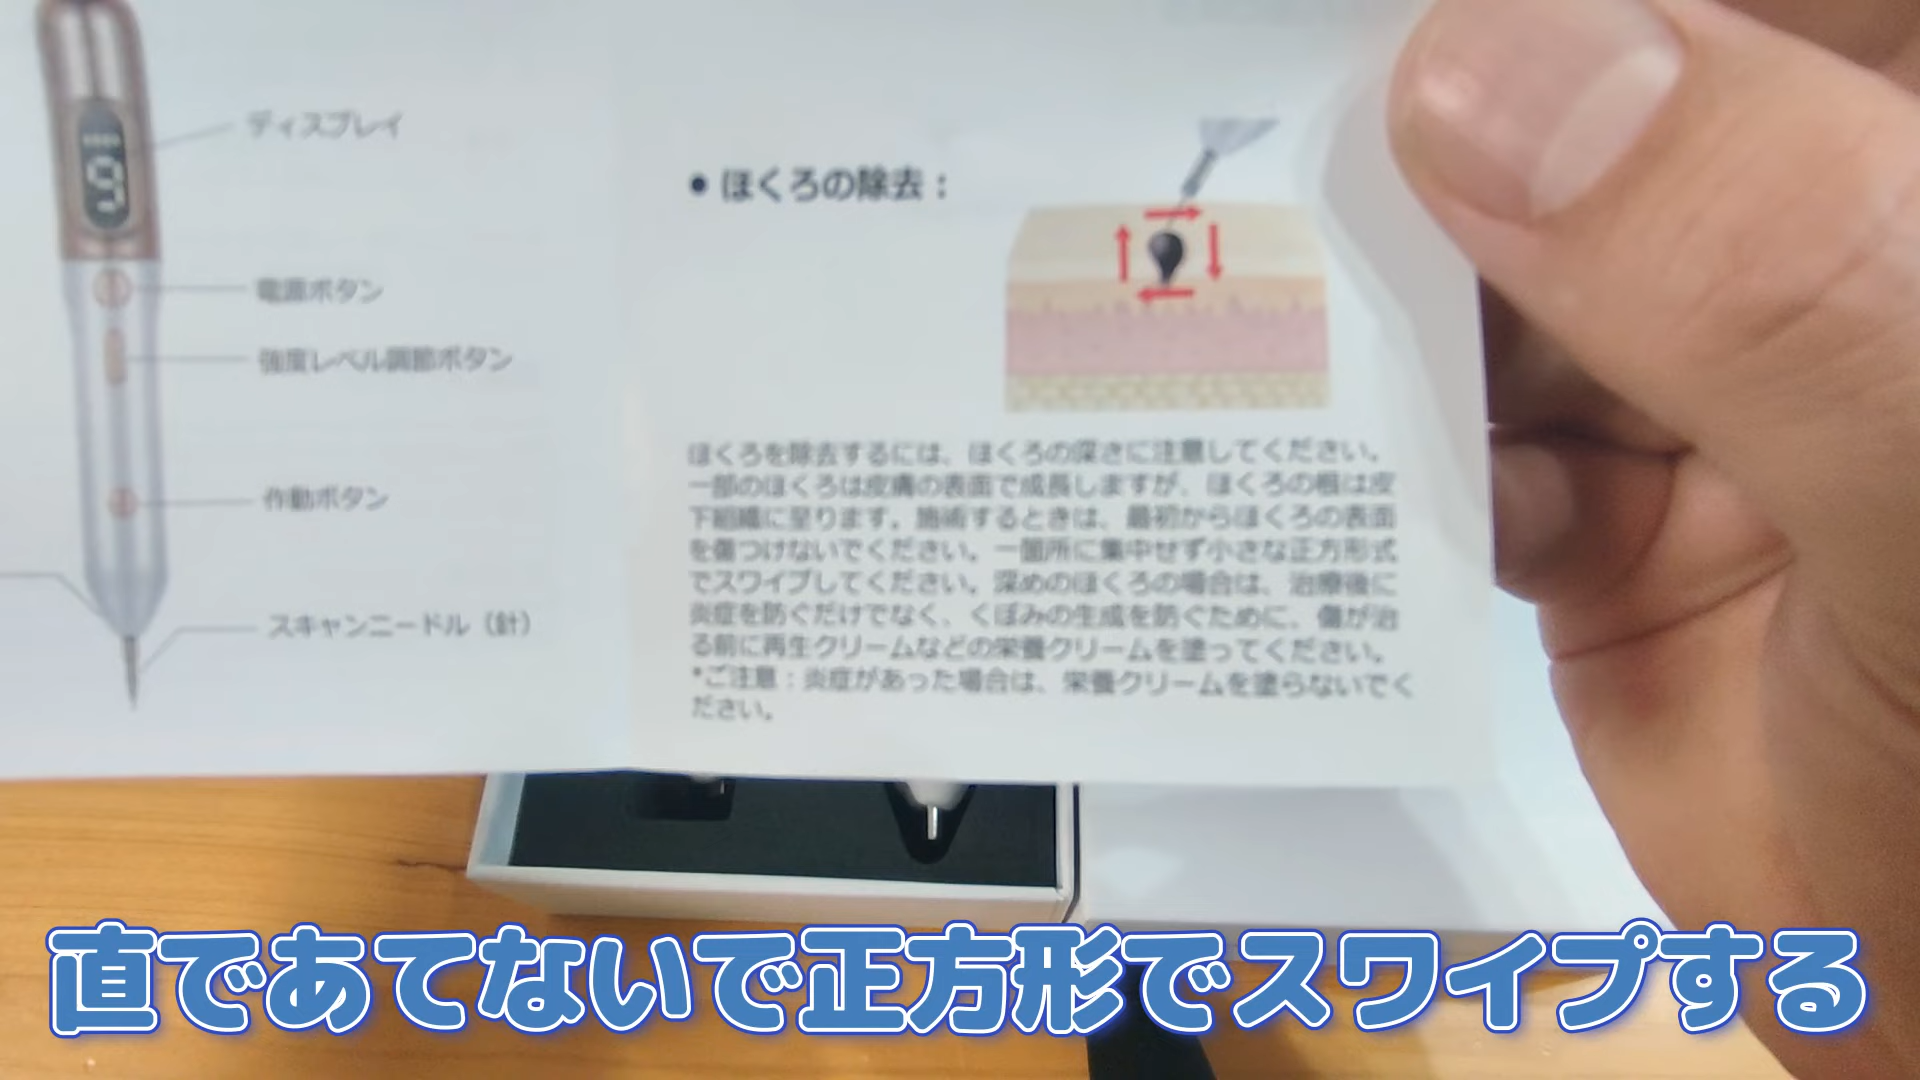 ディスプレイ
電源ボタン
強度レベル調節ボタン
作動ボタン
スキャンニードル（針）
• ほくろの除去：
ほくろを除去するには、ほくろの深さに注意してください。
一部のほくろは皮膚の表面で成長しますが、ほくろの根は皮
下組織に至ります。施術するときは、最初からほくろの表面
を傷つけないでください。一箇所に集中せず小さな正方形式
でスワイプしてください。深めのほくろの場合は、治療後に
炎症を防ぐだけでなく、くぼみの生成を防ぐために、傷が治
る前に再生クリームなどの栄養クリームを塗ってください。
*ご注意：炎症があった場合は、栄養クリームを塗らないでく
ださい。
直であてないで正方形でスワイプする